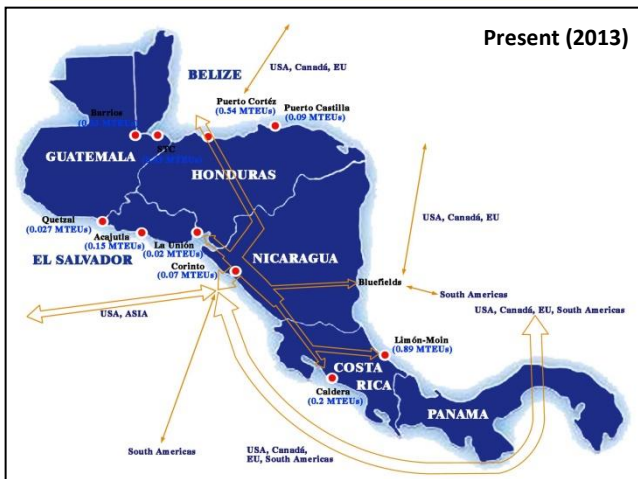 Present (2013)
USA, Canadá, EU
BELIZE
Puerto Cortéz
(0.54 MTEUs)
Puerto Castilla
(0.09 MTEUs)
Barrios
STC
GUATEMALA
HONDURAS
Quetzal
(0.027 MTEUs)
Acajutla
(0.15 MTEUs)
La Unión
(0.02 MTEUs)
EL SALVADOR
Corinto
(0.07 MTEUs)
NICARAGUA
USA, Canadá, EU
Bluefields
South Americas
USA, ASIA
USA, Canadá, EU, South Americas
Limón-Moin
(0.89 MTEUs)
COSTA
RICA
Caldera
(0.2 MTEUs)
PANAMA
South Americas
USA, Canadá,
EU, South Americas